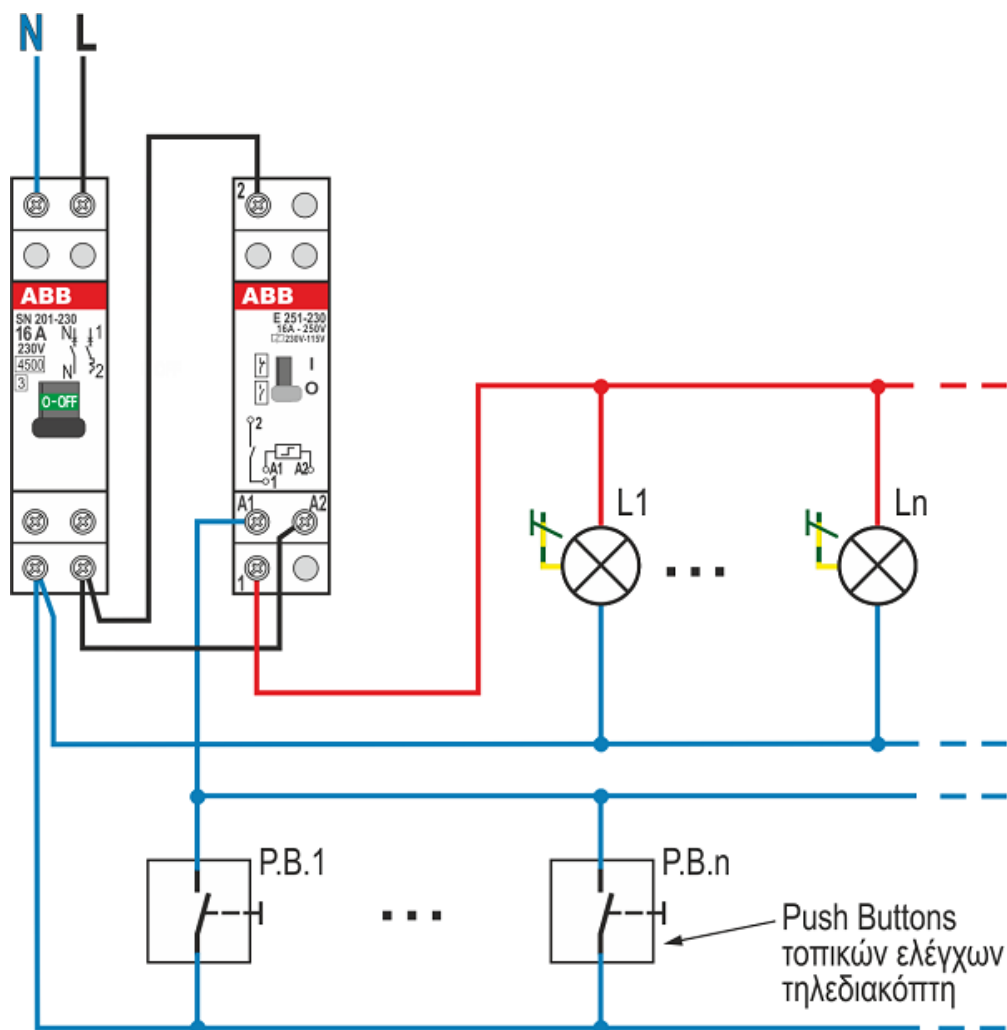 N L
ABB
SN 201-230
16 A
230V
4500
3
N 1
N 2
O-OFF
2
ABB
E 251-230
16A - 250V
230V-115V
I
O
2
A1 A2
1
A1 A2
1
L1
...
Ln
P.B.1
...
P.B.n
Push Buttons
τοπικών ελέγχων
τηλεδιακόπτη